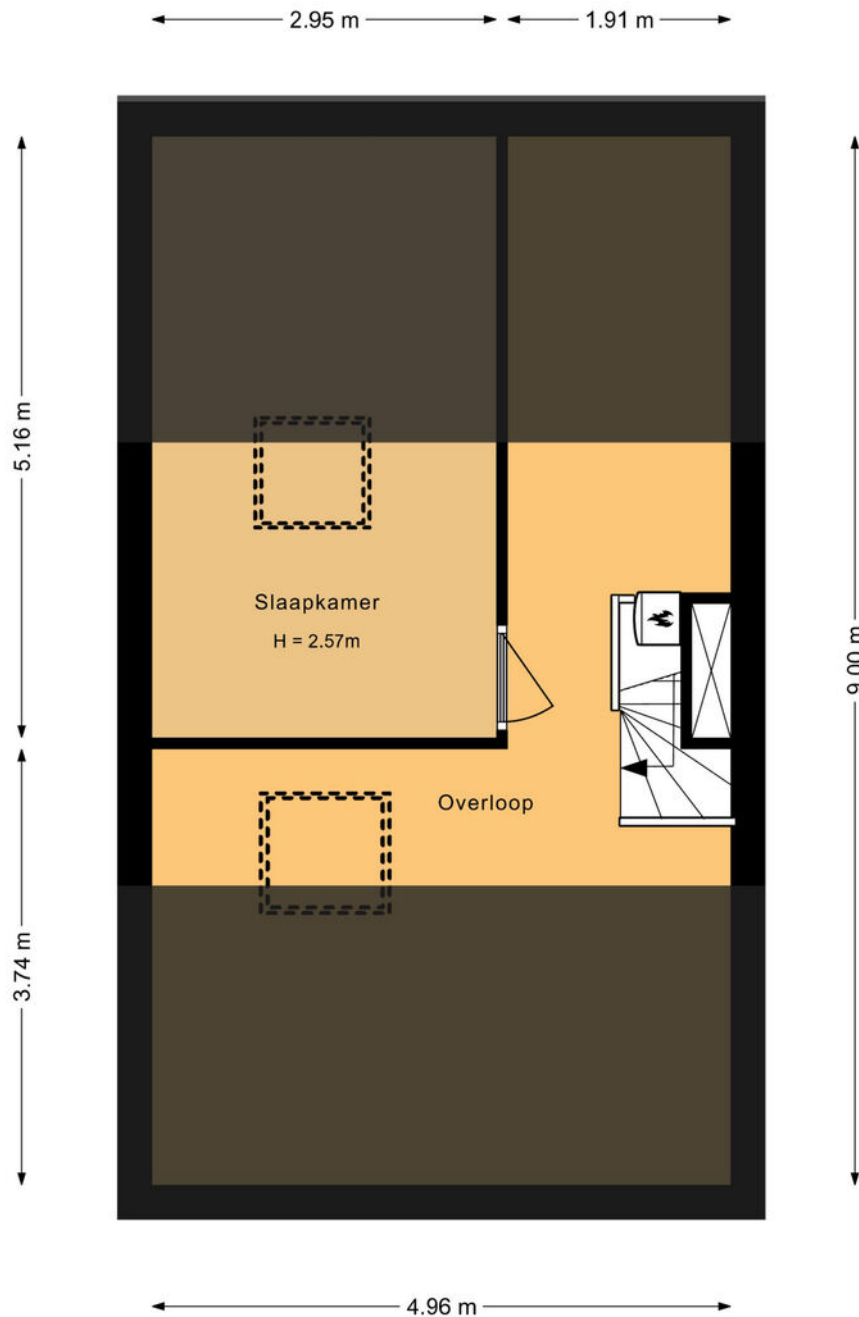 2.95 m
1.91 m
5.16 m
Slaapkamer
H = 2.57m
9.00 m
Overloop
3.74 m
4.96 m